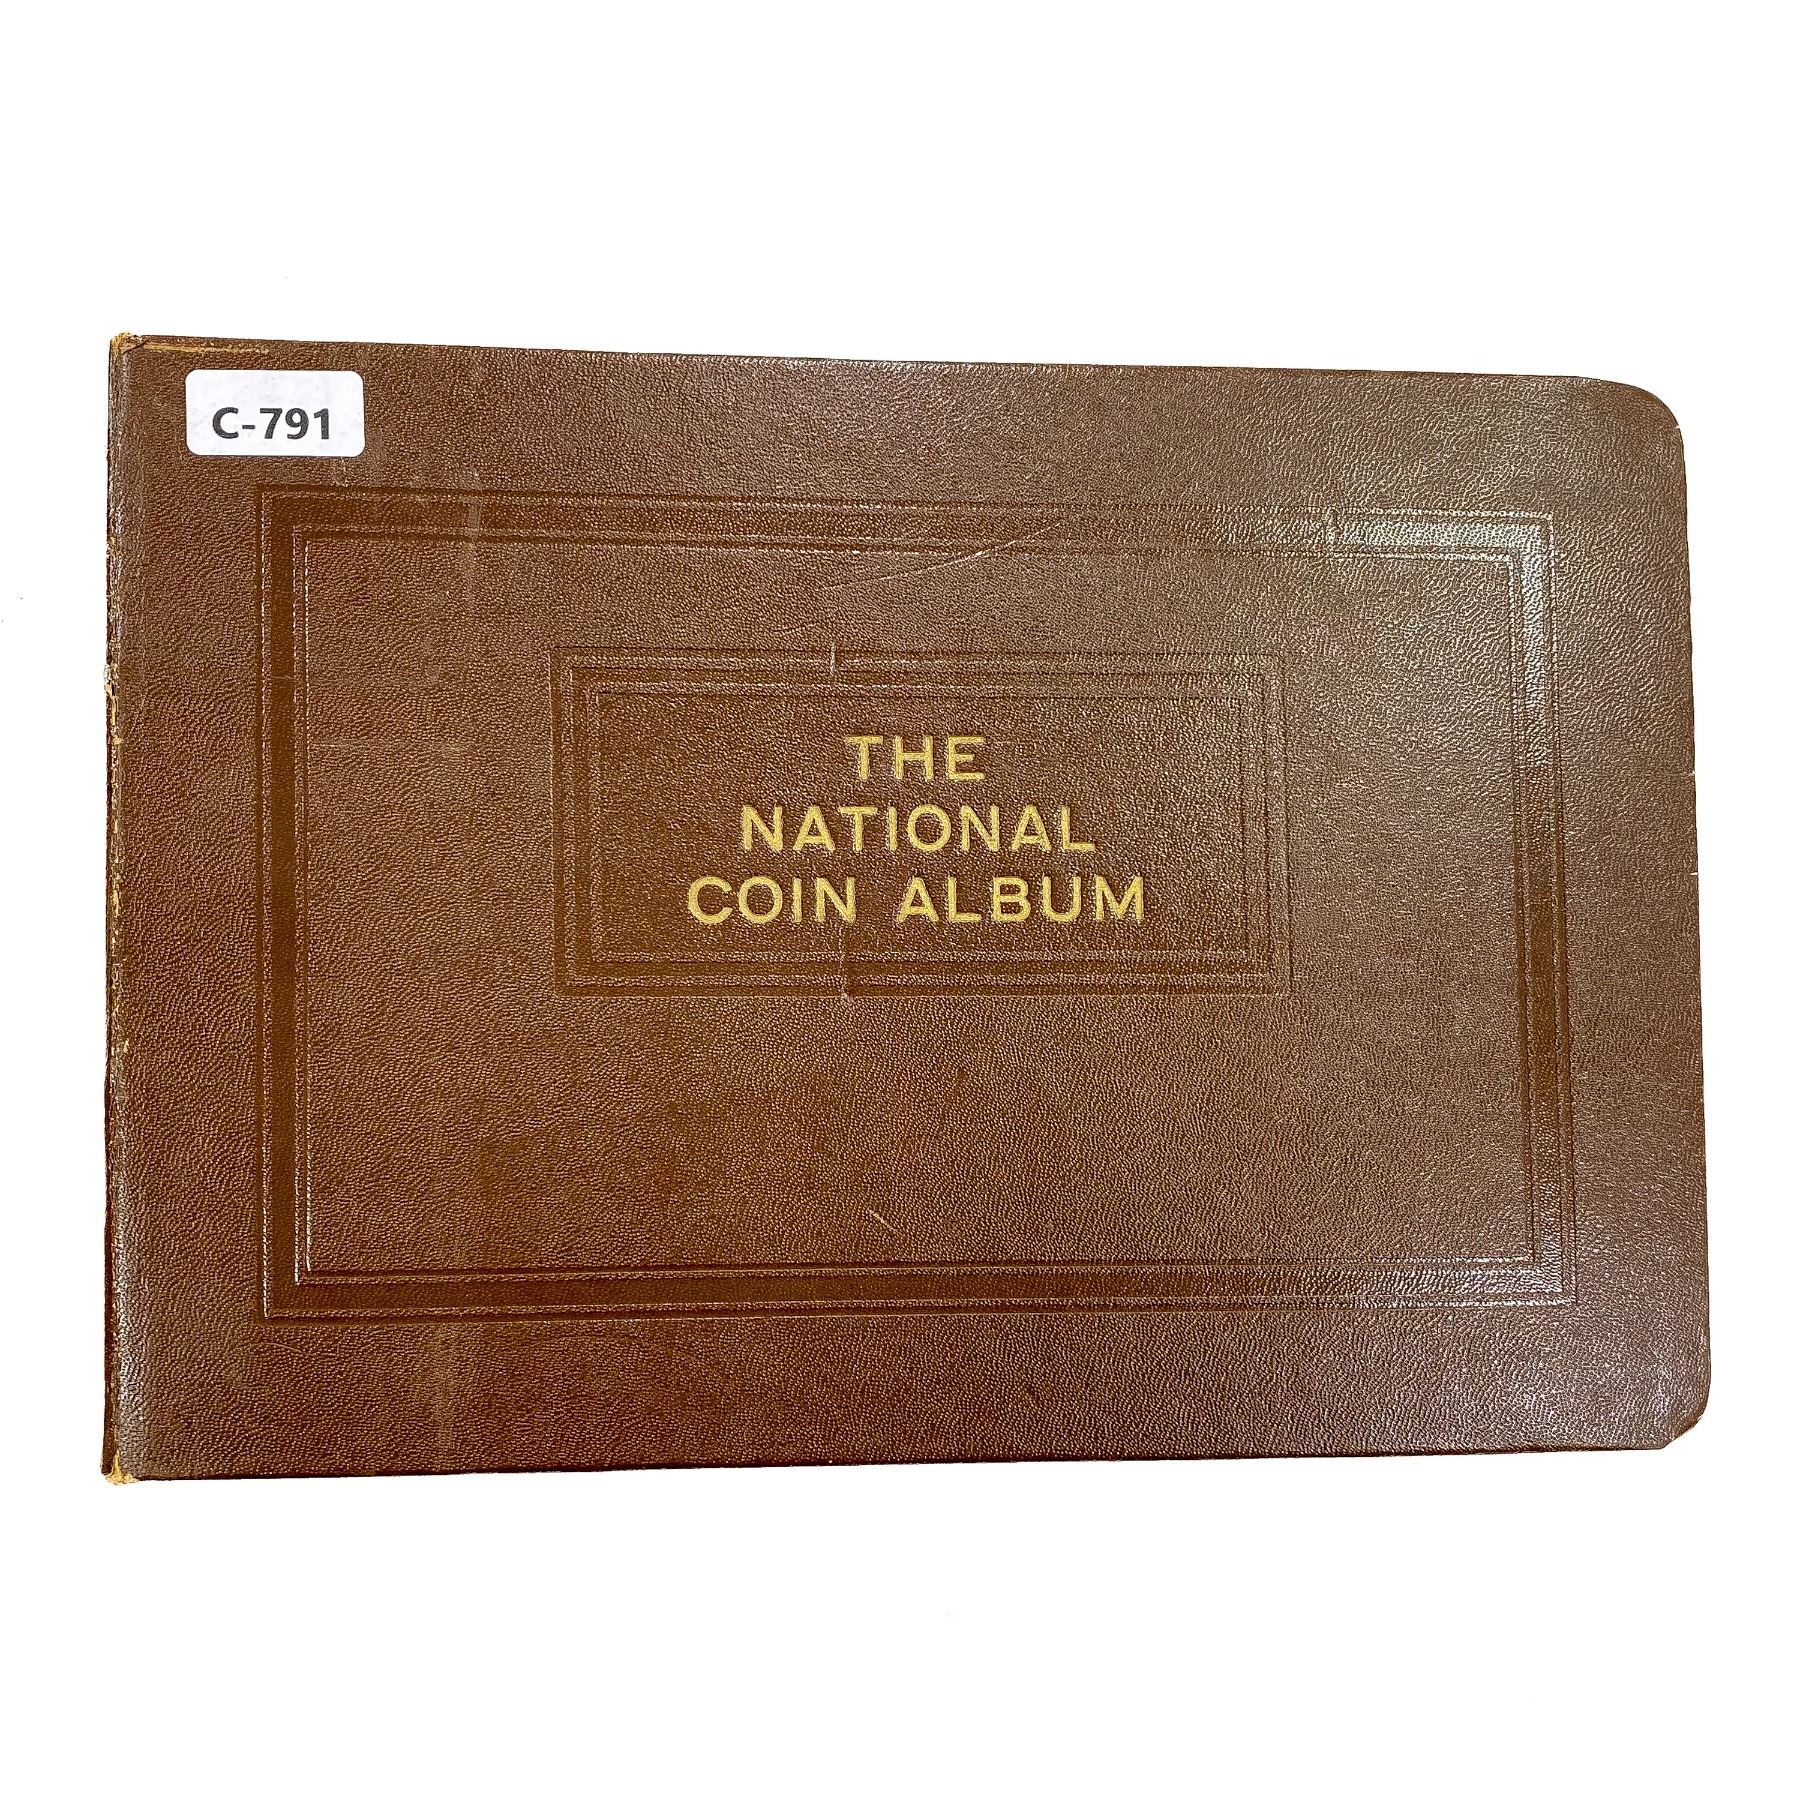 C-791
THE
NATIONAL
COIN ALBUM